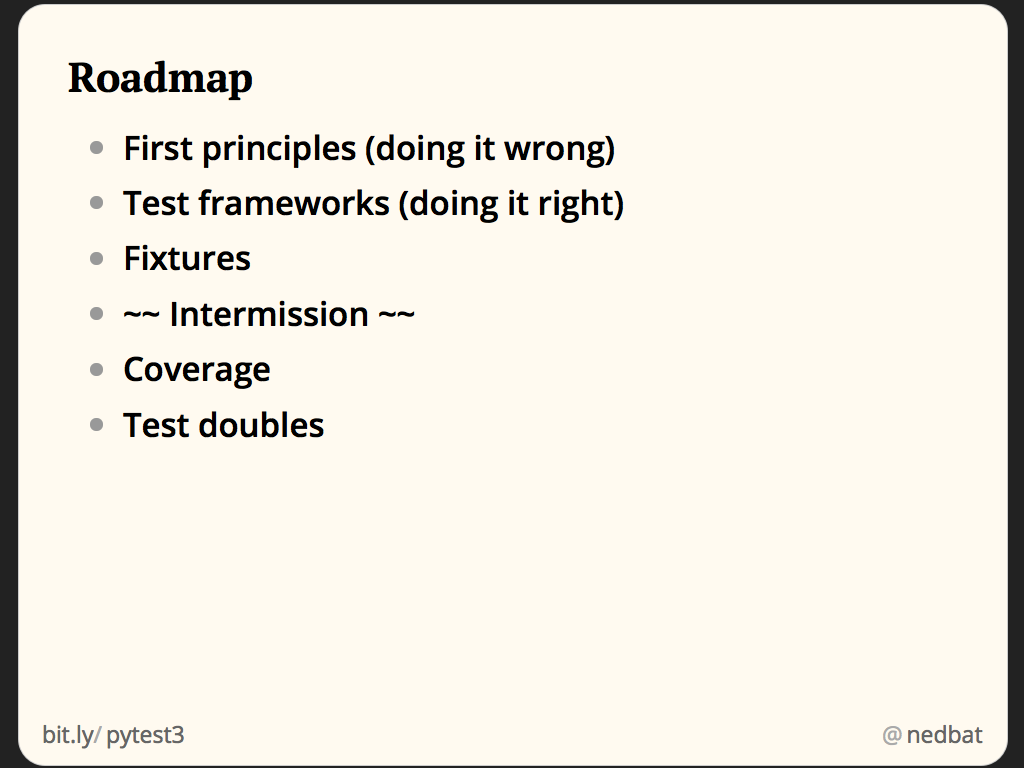 Roadmap
First principles (doing it wrong)
Test frameworks (doing it right)
Fixtures
~~ Intermission ~~
Coverage
Test doubles
bit.ly/pytest3
@nedbat